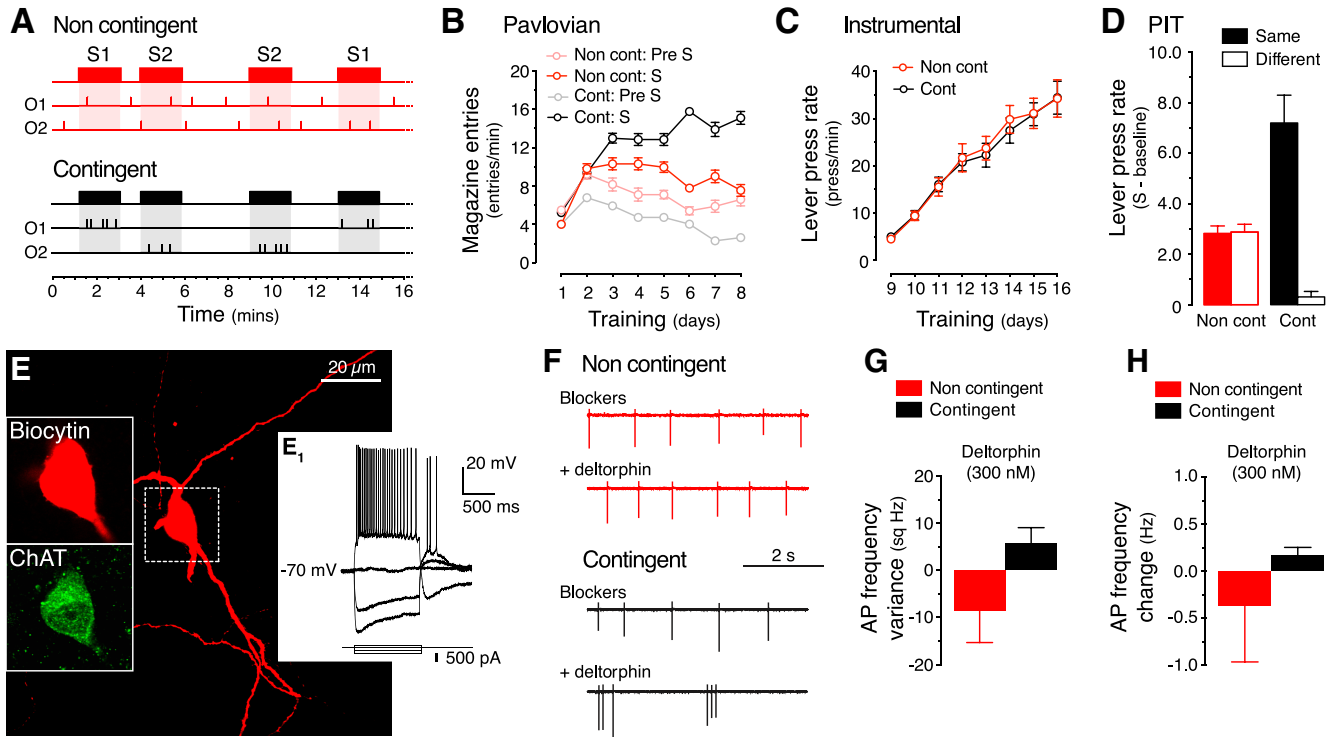 A
Non contingent
S1 S2 S2 S1
O1
O2
Contingent
O1
O2
0 2 4 6 8 10 12 14 16
Time (mins)
B Pavlovian
Non cont: Pre S
Non cont: S
Cont: Pre S
Cont: S
Magazine entries
(entries/min)
20
16
12
8
4
0
1 2 3 4 5 6 7 8
Training (days)
C Instrumental
Non cont
Cont
Lever press rate
(press/min)
50
40
30
20
10
0
9 10 11 12 13 14 15 16
Training (days)
D PIT
Same
Different
Lever press rate
(S - baseline)
10.0
8.0
6.0
4.0
2.0
0
Non cont Cont
E
20 µm
Biocytin
ChAT
E1
20 mV
500 ms
-70 mV
500 pA
F Non contingent
Blockers
+ deltorphin
Contingent
2 s
Blockers
+ deltorphin
G
Non contingent
Contingent
Deltorphin
(300 nM)
AP frequency
variance (sq Hz)
20
10
0
-10
-20
H
Non contingent
Contingent
Deltorphin
(300 nM)
AP frequency
change (Hz)
1.0
0.5
0.0
-0.5
-1.0